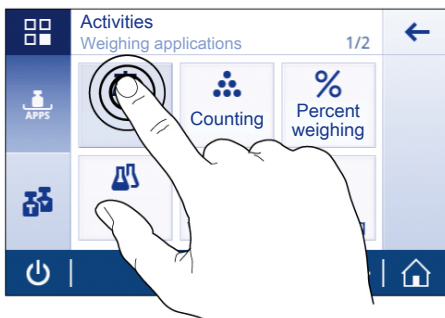 Activities
Weighing applications 1/2
APPS
Counting
Percent
weighing
T